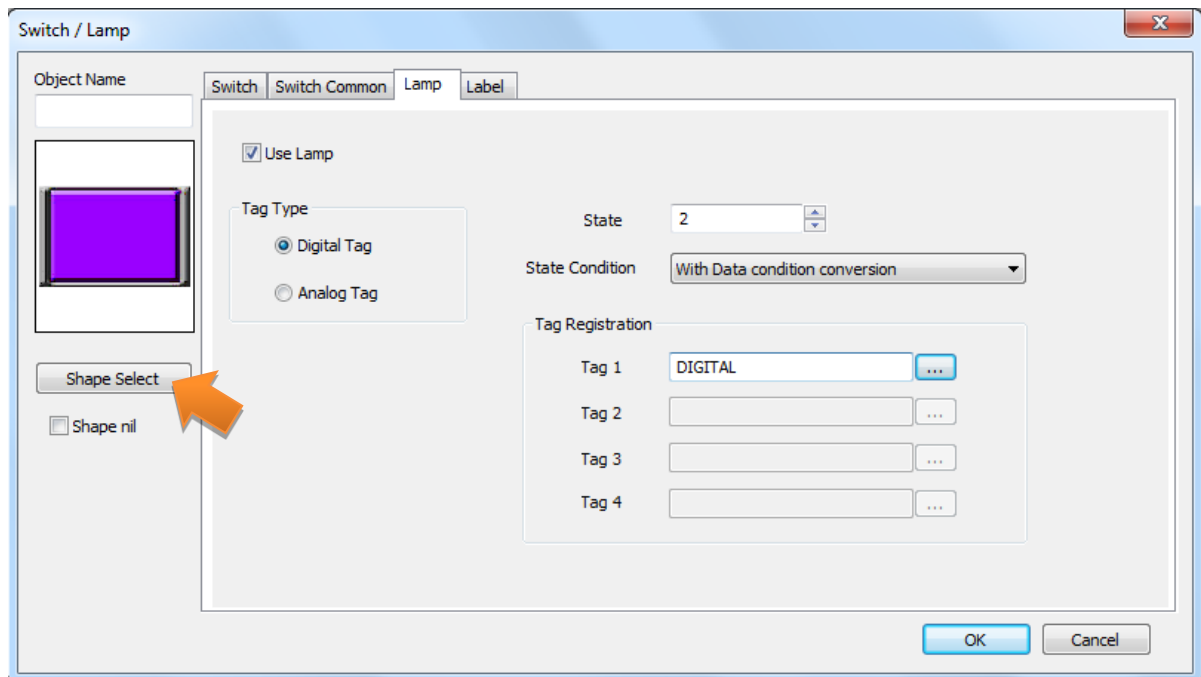 Switch / Lamp
Object Name
Switch Switch Common Lamp Label
Use Lamp
Tag Type
Digital Tag
Analog Tag
State 2
State Condition With Data condition conversion
Tag Registration
Tag 1 DIGITAL ...
Tag 2 ...
Tag 3 ...
Tag 4 ...
Shape Select
Shape nil
OK Cancel